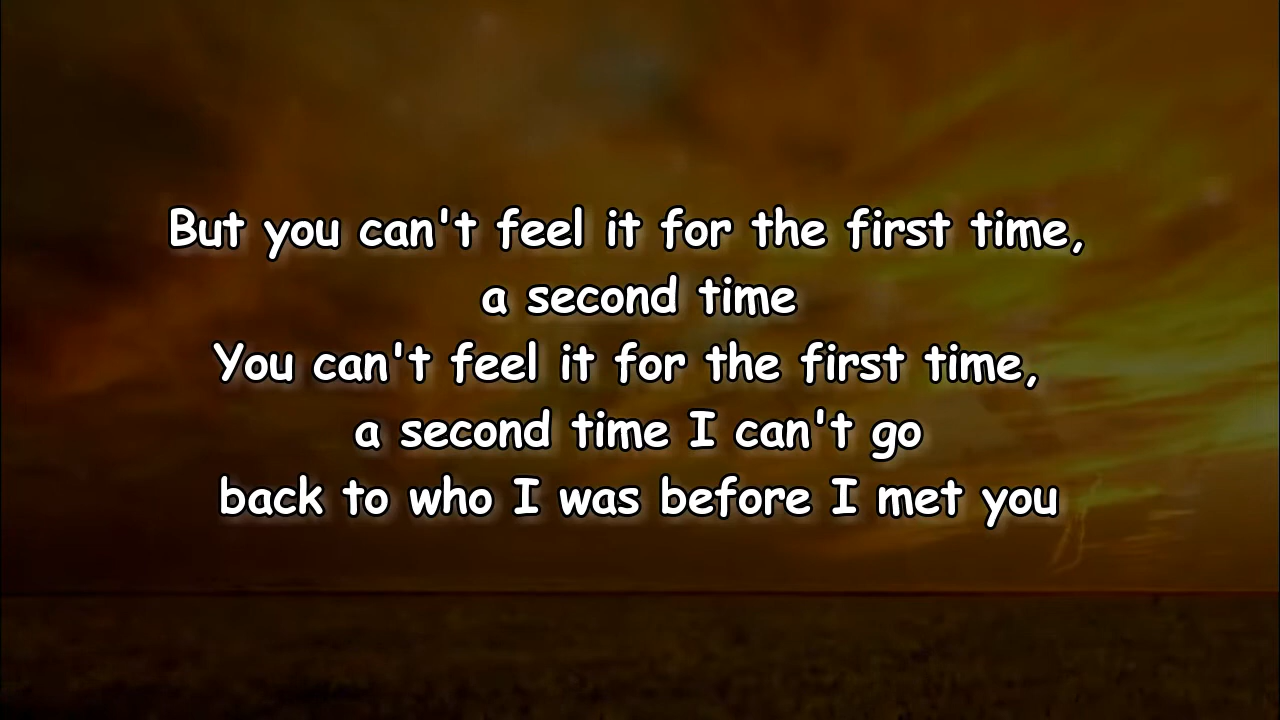 But you can't feel it for the first time,
a second time
You can't feel it for the first time,
a second time I can't go
back to who I was before I met you